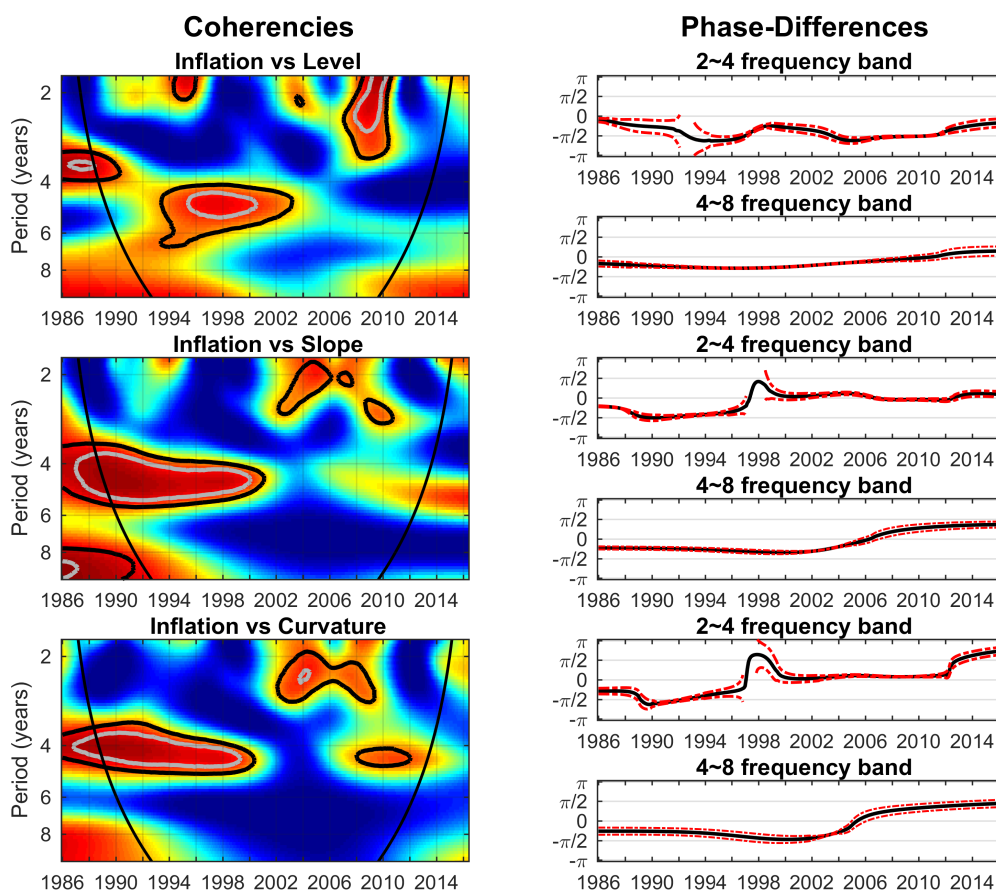 Coherencies
Inflation vs Level
Period (years)
2
4
6
8
1986 1990 1994 1998 2002 2006 2010 2014
Inflation vs Slope
Period (years)
2
4
6
8
1986 1990 1994 1998 2002 2006 2010 2014
Inflation vs Curvature
Period (years)
2
4
6
8
1986 1990 1994 1998 2002 2006 2010 2014
Phase-Differences
2~4 frequency band
π
π/2
0
-π/2
-π
1986 1990 1994 1998 2002 2006 2010 2014
4~8 frequency band
π
π/2
0
-π/2
-π
1986 1990 1994 1998 2002 2006 2010 2014
2~4 frequency band
π
π/2
0
-π/2
-π
1986 1990 1994 1998 2002 2006 2010 2014
4~8 frequency band
π
π/2
0
-π/2
-π
1986 1990 1994 1998 2002 2006 2010 2014
2~4 frequency band
π
π/2
0
-π/2
-π
1986 1990 1994 1998 2002 2006 2010 2014
4~8 frequency band
π
π/2
0
-π/2
-π
1986 1990 1994 1998 2002 2006 2010 2014